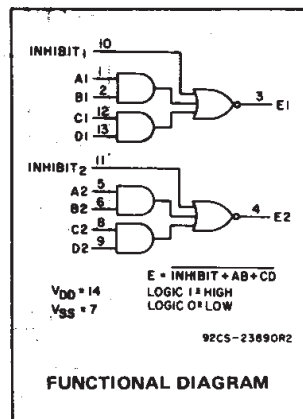 INHIBIT1 10
A1 1
B1 2
C1 12
D1 13
3 E1
INHIBIT2 11
A2 5
B2 6
C2 8
D2 9
4 E2
E = INHIBIT + AB + CD
VDD = 14
LOGIC 1 = HIGH
VSS = 7
LOGIC 0 = LOW
92CS-23890R2
FUNCTIONAL DIAGRAM